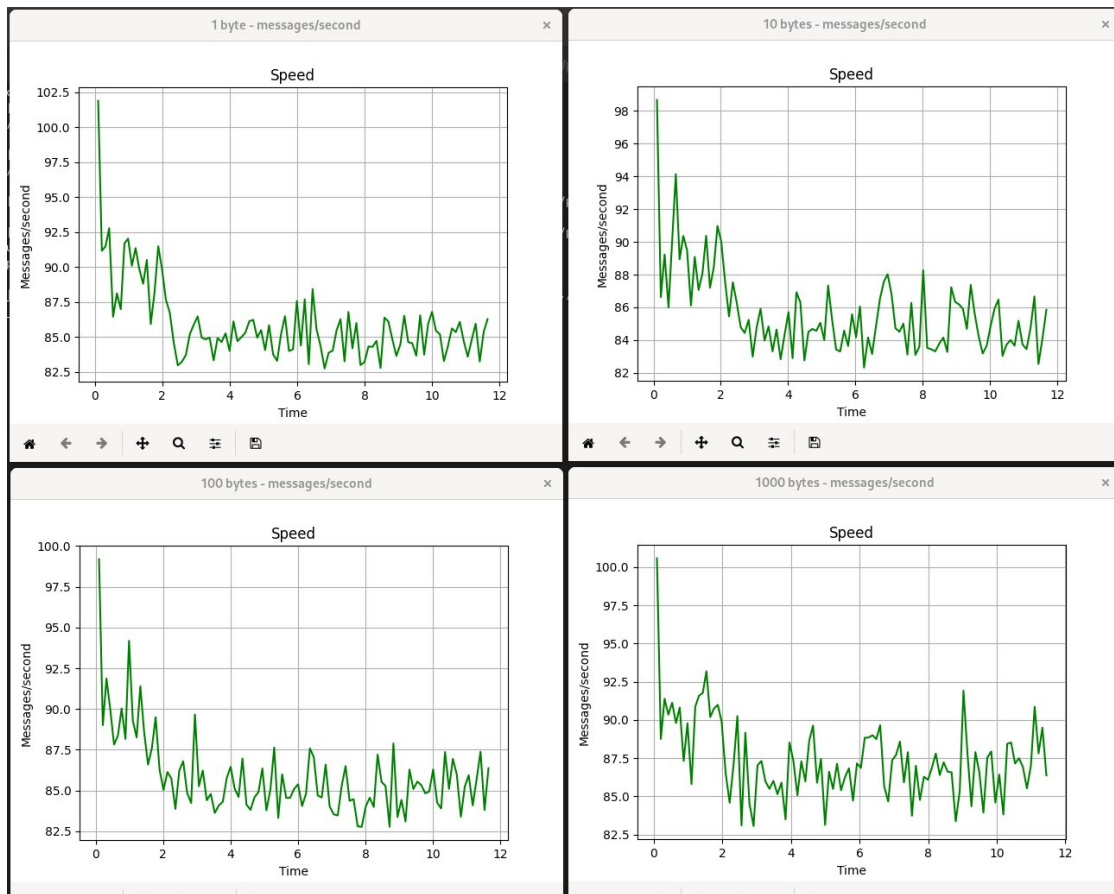 1 byte - messages/second
×
Speed
102.5
100.0
97.5
95.0
92.5
90.0
87.5
85.0
82.5
Messages/second
0 2 4 6 8 10 12
Time
10 bytes - messages/second
×
Speed
98
96
94
92
90
88
86
84
82
Messages/second
0 2 4 6 8 10 12
Time
100 bytes - messages/second
×
Speed
100.0
97.5
95.0
92.5
90.0
87.5
85.0
82.5
Messages/second
0 2 4 6 8 10 12
Time
1000 bytes - messages/second
×
Speed
100.0
97.5
95.0
92.5
90.0
87.5
85.0
82.5
Messages/second
0 2 4 6 8 10 12
Time